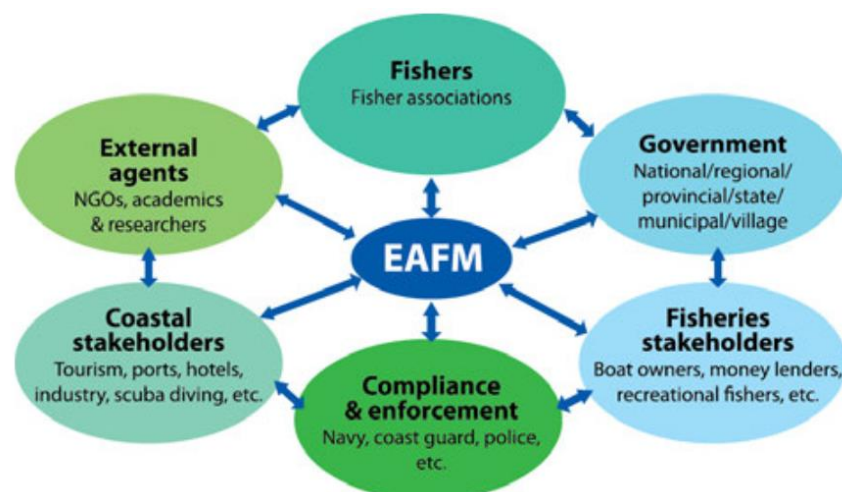 Fishers
Fisher associations
External
agents
NGOs, academics
& researchers
Government
National/regional/
provincial/state/
municipal/village
EAFM
Coastal
stakeholders
Tourism, ports, hotels,
industry, scuba diving, etc.
Fisheries
stakeholders
Boat owners, money lenders,
recreational fishers, etc.
Compliance
& enforcement
Navy, coast guard, police,
etc.